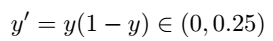 y′ = y(1 − y) ∈ (0, 0.25)